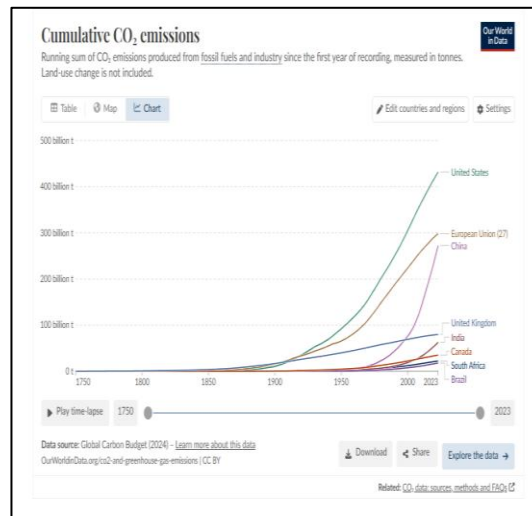 Cumulative CO₂ emissions
Our World
in Data
Running sum of CO₂ emissions produced from fossil fuels and industry since the first year of recording, measured in tonnes.
Land-use change is not included.
Table Map Chart Edit countries and regions Settings
500 billion t
400 billion t
United States
300 billion t
European Union (27)
China
200 billion t
100 billion t
United Kingdom
India
Canada
South Africa
Brazil
0 t
1750 1800 1850 1900 1950 2000 2023
Play time-lapse 1750 2023
Data source: Global Carbon Budget (2024) – Learn more about this data
OurWorldinData.org/co2-and-greenhouse-gas-emissions | CC BY
Download Share Explore the data →
Related: CO₂ data: sources, methods and FAQs